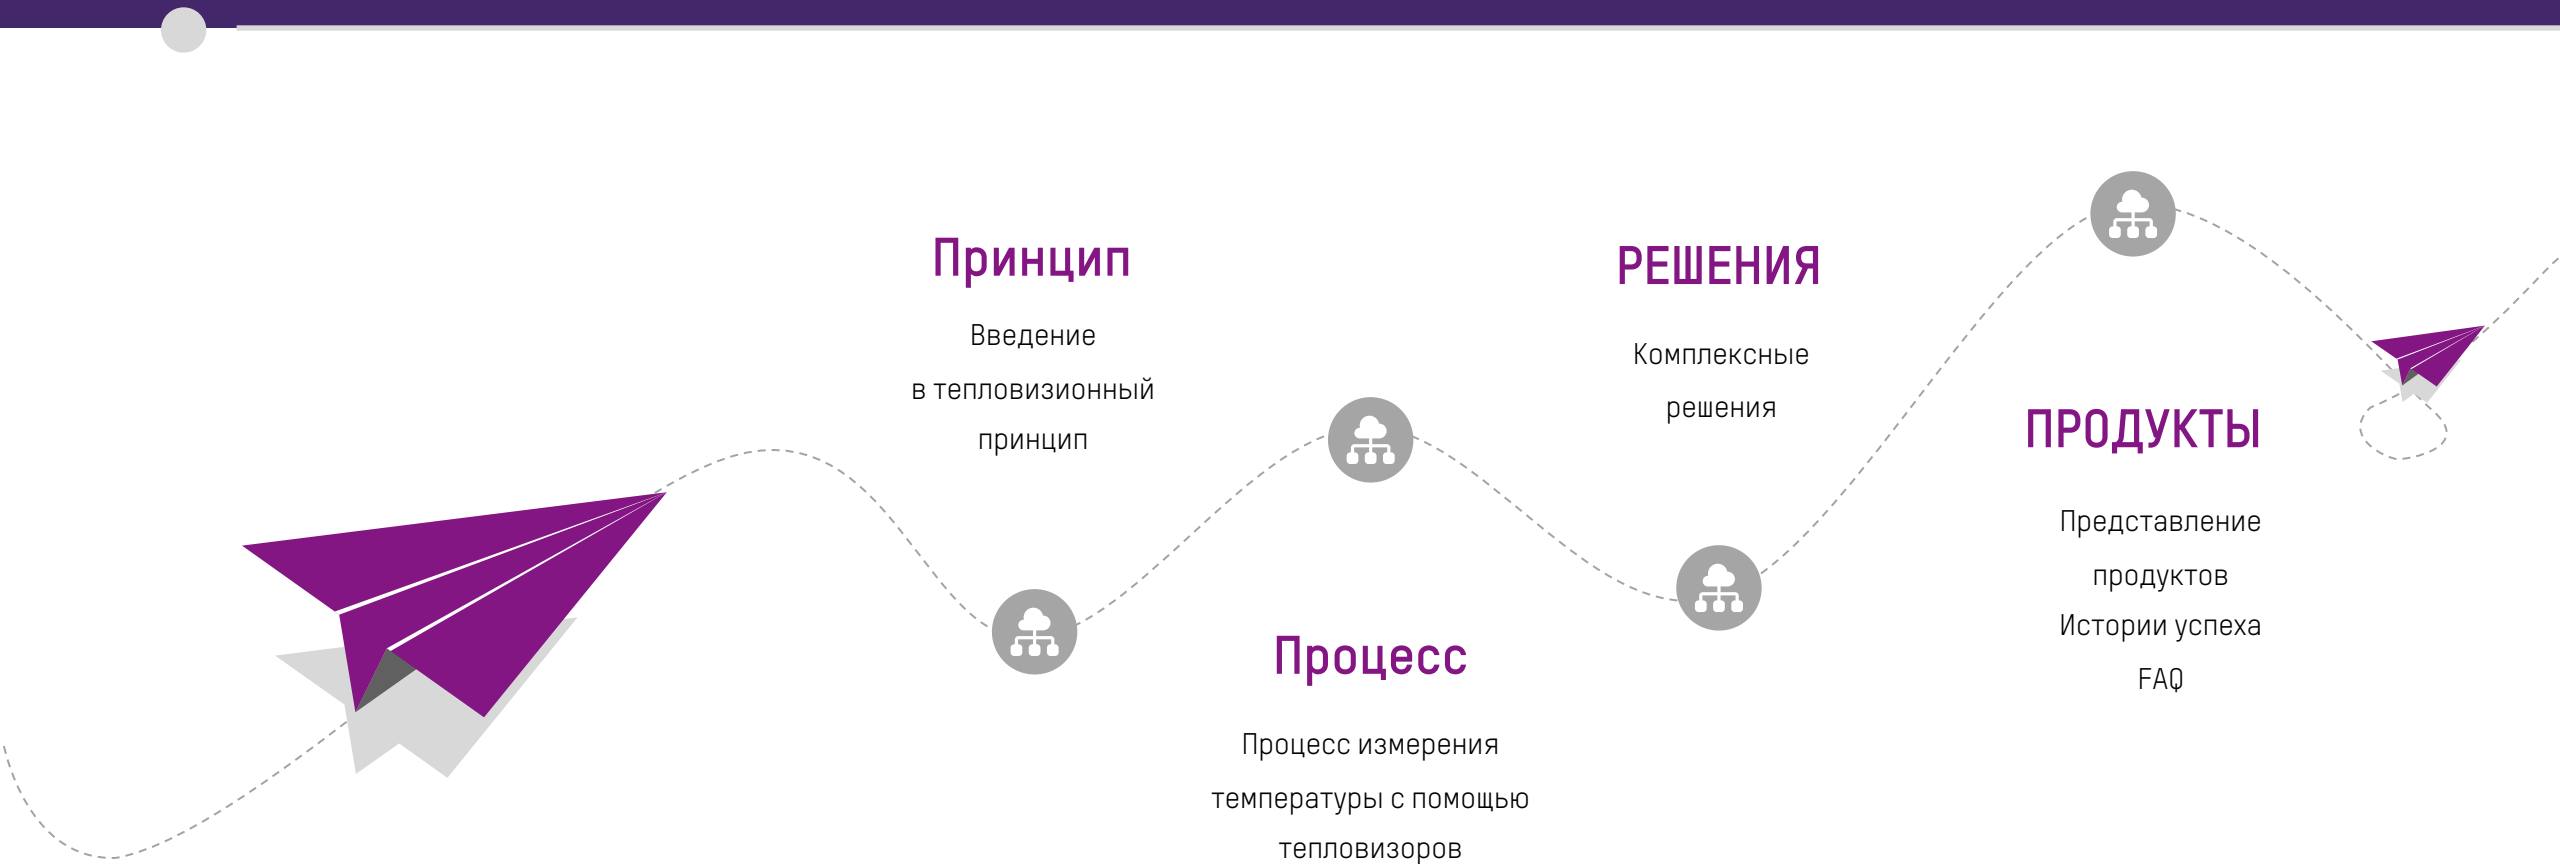 Принцип
Введение
в тепловизионный
принцип
Процесс
Процесс измерения
температуры с помощью
тепловизоров
РЕШЕНИЯ
Комплексные
решения
ПРОДУКТЫ
Представление
продуктов
Истории успеха
FAQ